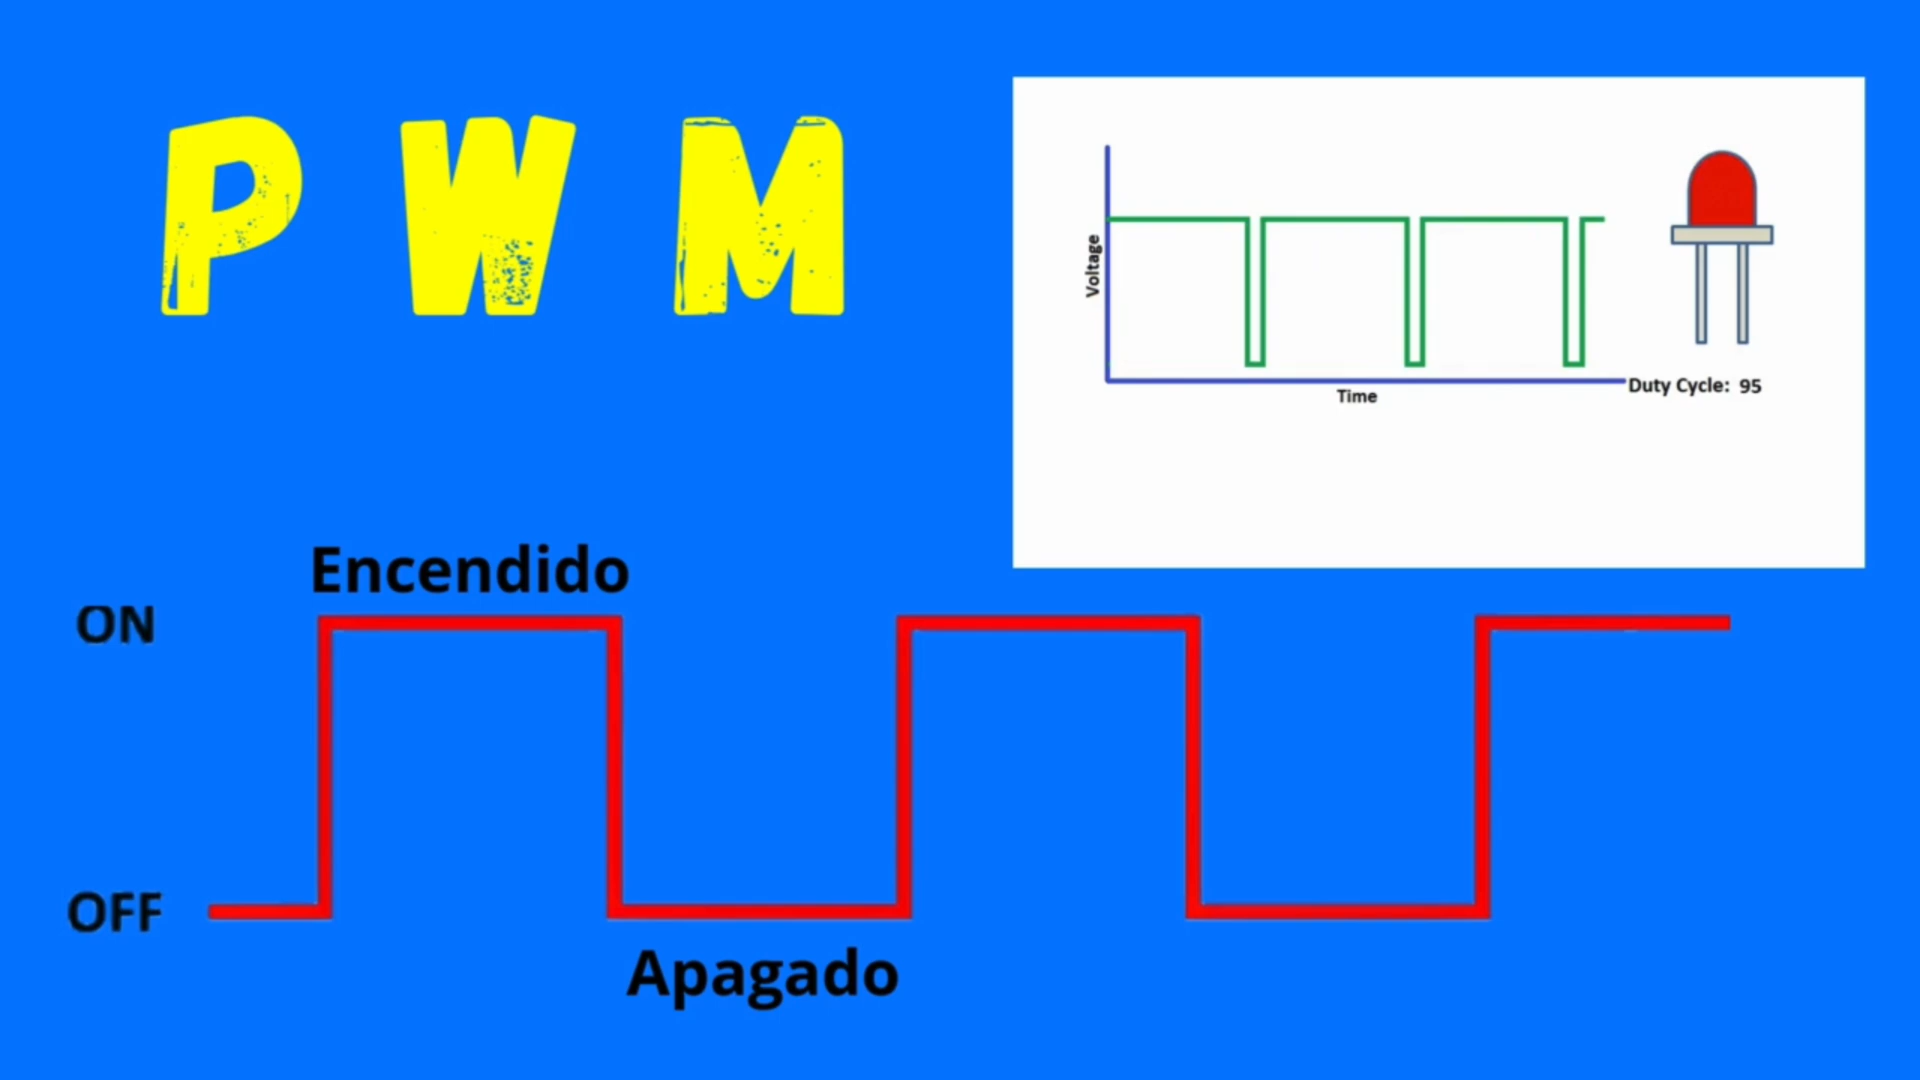 P W M
Voltage
Time
Duty Cycle: 95
Encendido
ON
OFF
Apagado